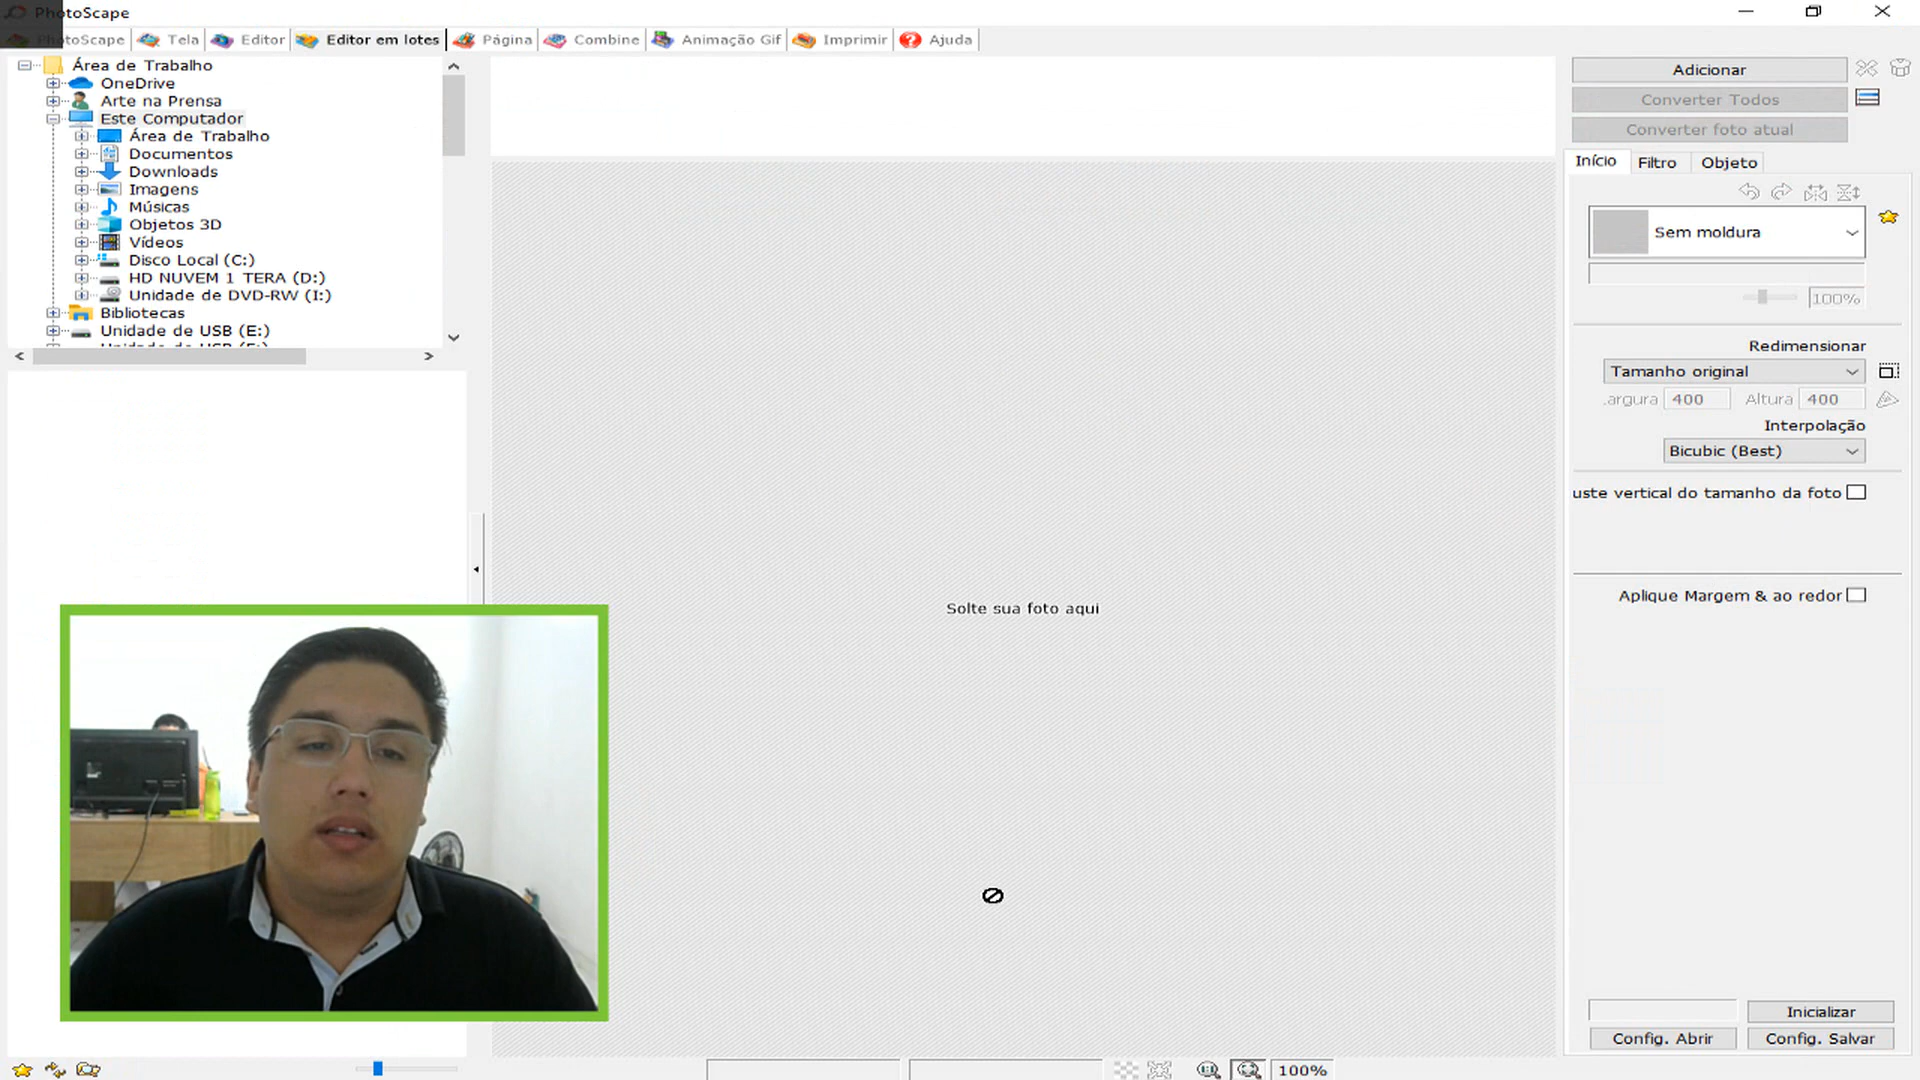 PhotoScape
PhotoScape
Tela
Editor
Editor em lotes
Página
Combine
Animação Gif
Imprimir
Ajuda
Área de Trabalho
OneDrive
Arte na Prensa
Este Computador
Área de Trabalho
Documentos
Downloads
Imagens
Músicas
Objetos 3D
Vídeos
Disco Local (C:)
HD NUVEM 1 TERA (D:)
Unidade de DVD-RW (I:)
Bibliotecas
Unidade de USB (E:)
Solte sua foto aqui
Adicionar
Converter Todos
Converter foto atual
Início
Filtro
Objeto
Sem moldura
100%
Redimensionar
Tamanho original
.argura 400 Altura 400
Interpolação
Bicubic (Best)
uste vertical do tamanho da foto
Aplique Margem & ao redor
Inicializar
Config. Abrir
Config. Salvar
100%